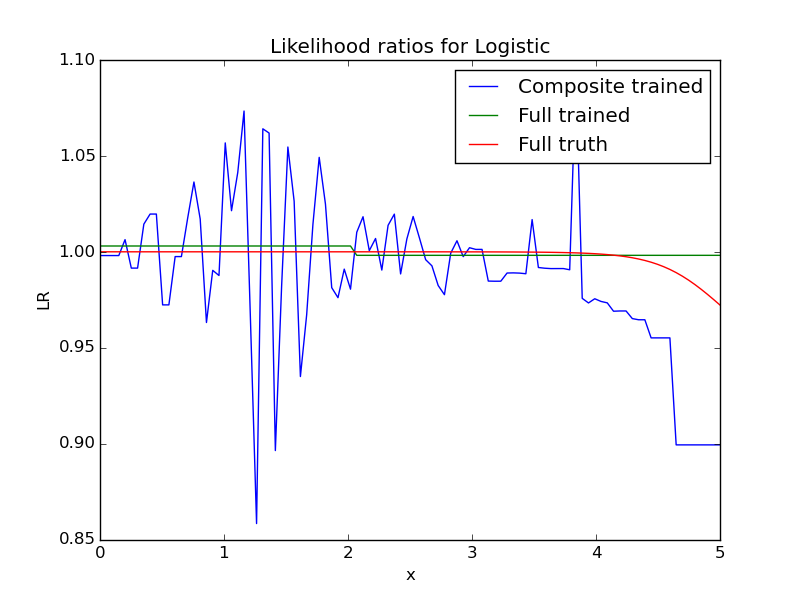 Likelihood ratios for Logistic
1.10
1.05
1.00
0.95
0.90
0.85
LR
Composite trained
Full trained
Full truth
0 1 2 3 4 5
x